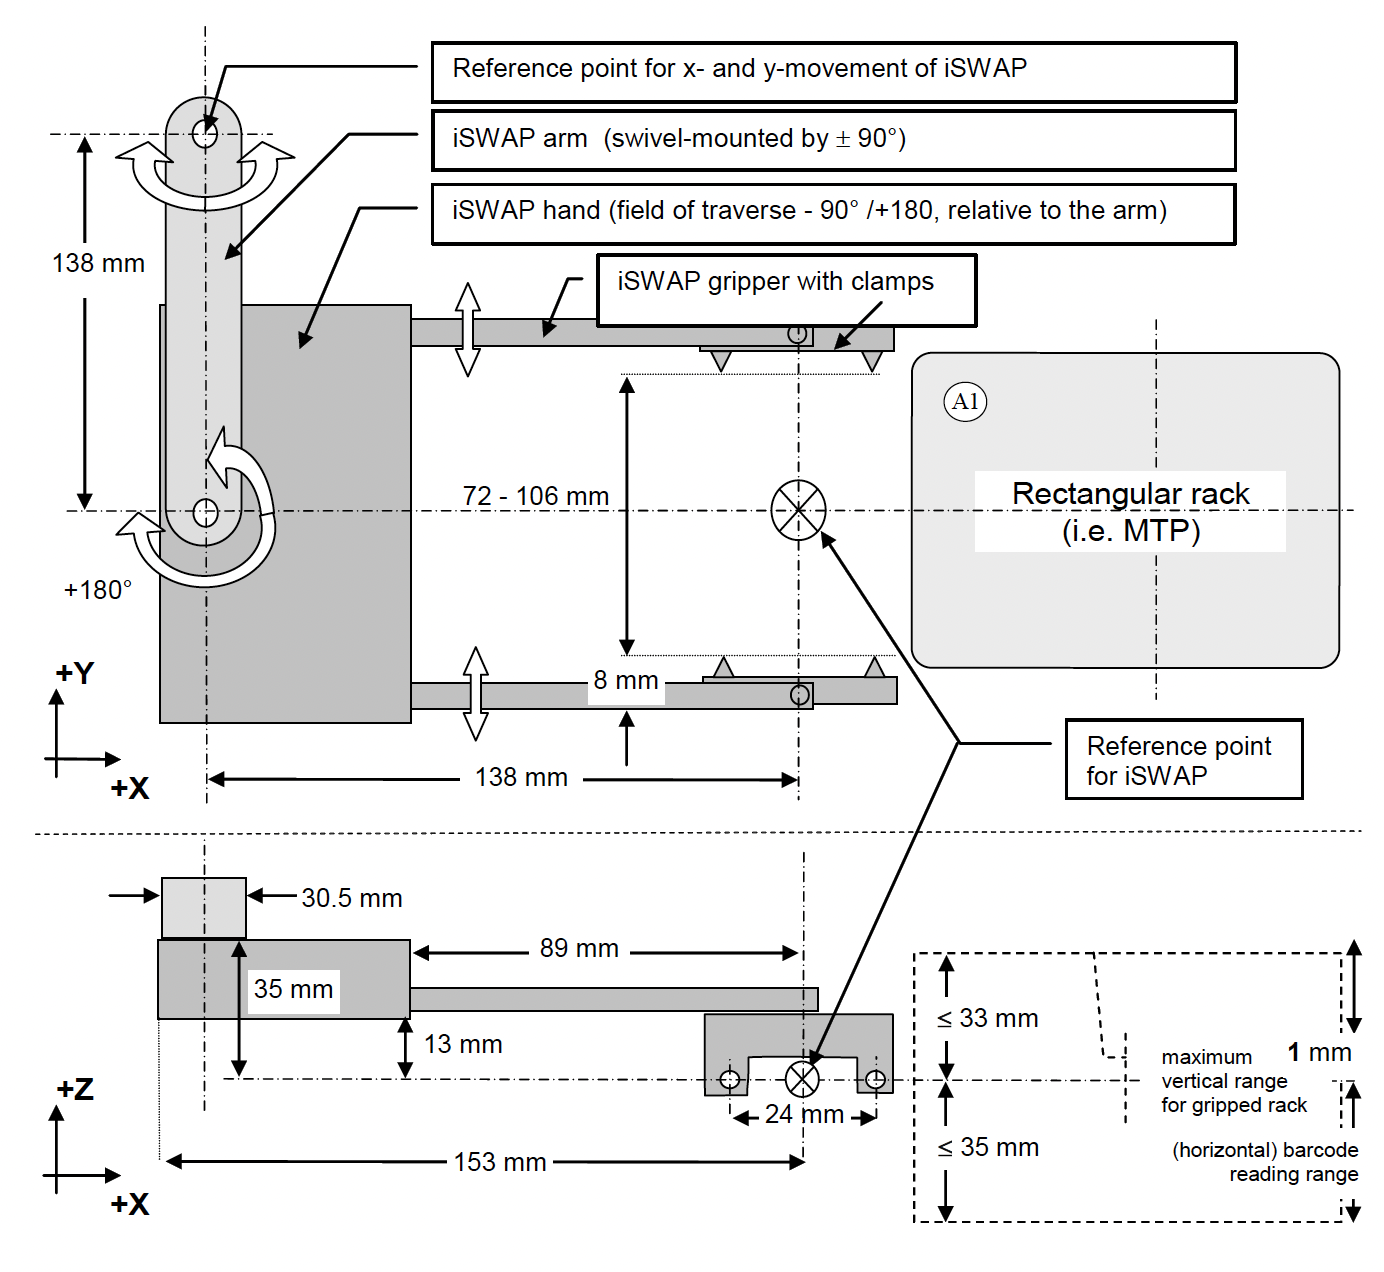 Reference point for x- and y-movement of iSWAP
iSWAP arm  (swivel-mounted by ± 90°)
iSWAP hand (field of traverse - 90° /+180, relative to the arm)
138 mm
iSWAP gripper with clamps
A1
72 - 106 mm
Rectangular rack
(i.e. MTP)
+180°
+Y
8 mm
+X
138 mm
Reference point
for iSWAP
30.5 mm
89 mm
35 mm
13 mm
≤ 33 mm
1 mm
maximum
vertical range
for gripped rack
+Z
24 mm
≤ 35 mm
(horizontal) barcode
reading range
153 mm
+X